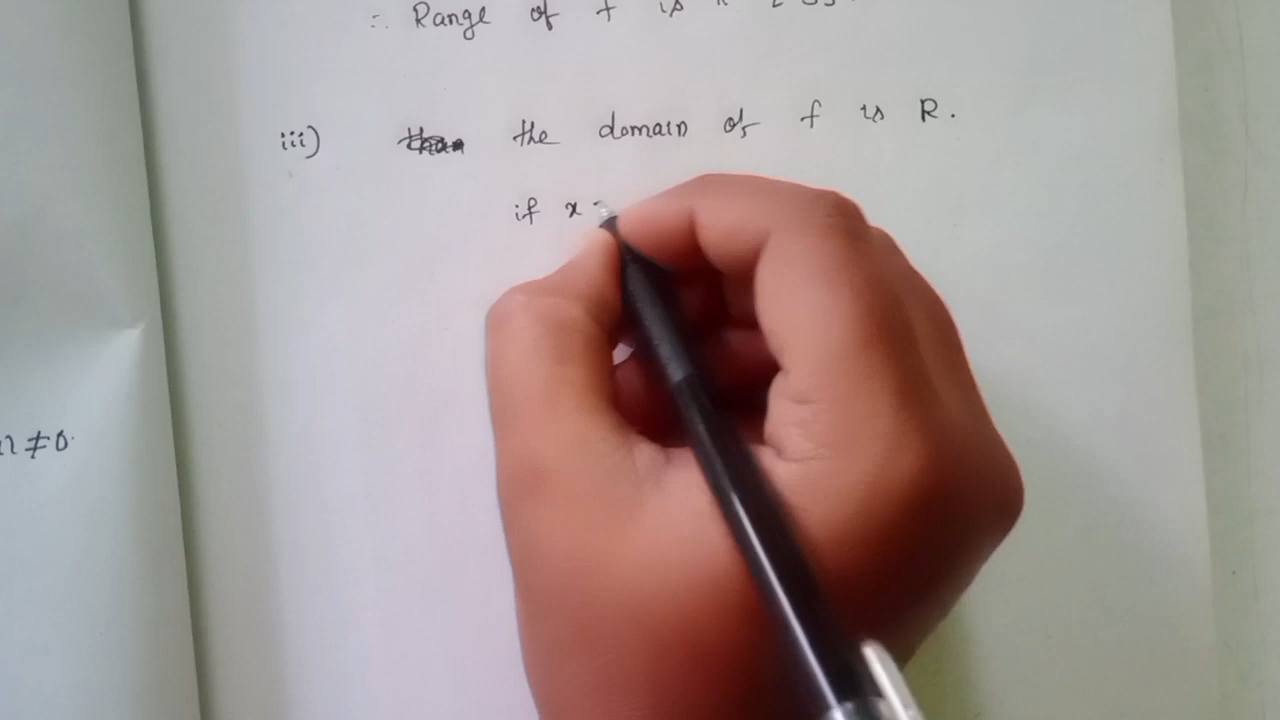 ∴ Range of f is R
iii) the domain of f is R.
if x
n ≠ 0.